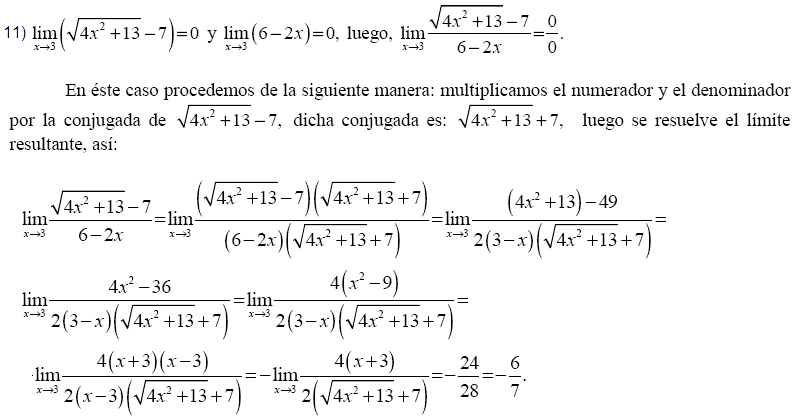 11) lim_{x→3} (√(4x² + 13) − 7) = 0 y lim_{x→3} (6 − 2x) = 0, luego, lim_{x→3} (√(4x² + 13) − 7)/(6 − 2x) = 0/0.
En éste caso procedemos de la siguiente manera: multiplicamos el numerador y el denominador
por la conjugada de √(4x² + 13) − 7, dicha conjugada es: √(4x² + 13) + 7, luego se resuelve el límite
resultante, así:
lim_{x→3} (√(4x² + 13) − 7)/(6 − 2x) = lim_{x→3} ((√(4x² + 13) − 7)(√(4x² + 13) + 7))/((6 − 2x)(√(4x² + 13) + 7)) = lim_{x→3} ((4x² + 13) − 49)/(2(3 − x)(√(4x² + 13) + 7)) =
lim_{x→3} (4x² − 36)/(2(3 − x)(√(4x² + 13) + 7)) = lim_{x→3} (4(x² − 9))/(2(3 − x)(√(4x² + 13) + 7)) =
·lim_{x→3} (4(x + 3)(x − 3))/(2(x − 3)(√(4x² + 13) + 7)) = −lim_{x→3} (4(x + 3))/(2(√(4x² + 13) + 7)) = −24/28 = −6/7.